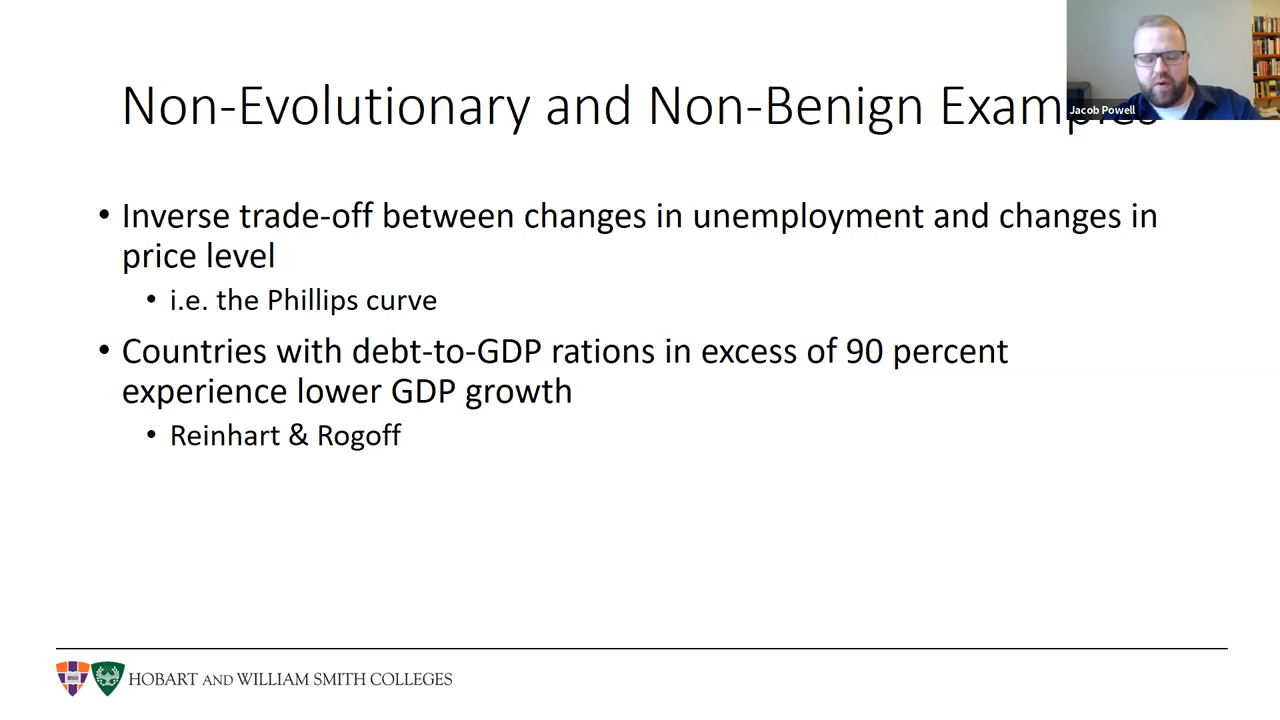 Non-Evolutionary and Non-Benign Examples
Jacob Powell
• Inverse trade-off between changes in unemployment and changes in
price level
• i.e. the Phillips curve
• Countries with debt-to-GDP rations in excess of 90 percent
experience lower GDP growth
• Reinhart & Rogoff
HOBART AND WILLIAM SMITH COLLEGES